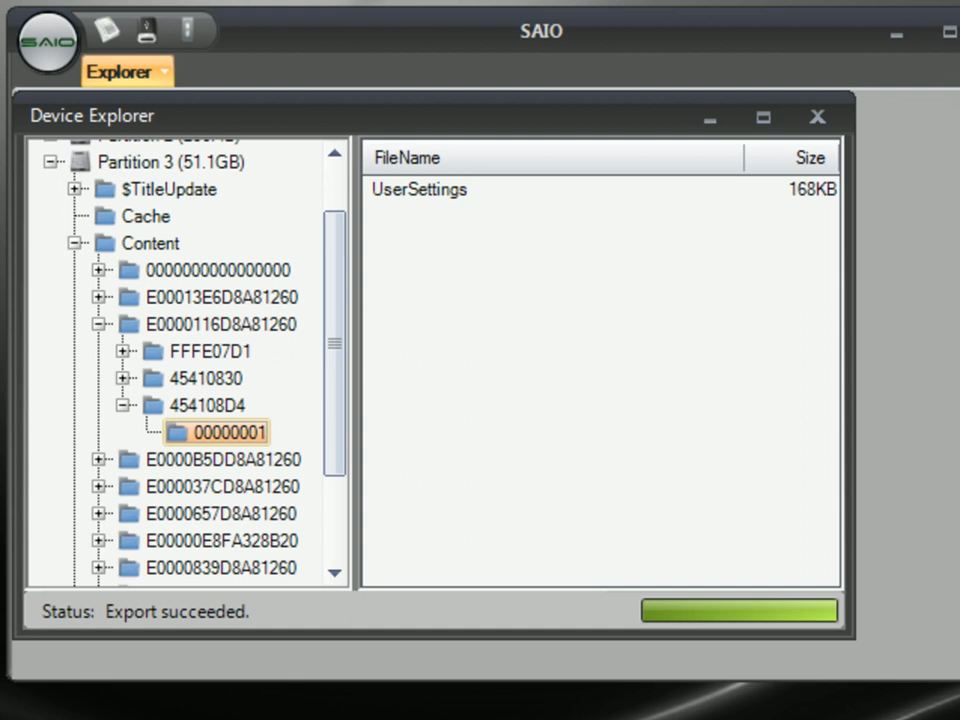 SAIO
SAIO
Explorer
Device Explorer
Partition 3 (51.1GB)
$TitleUpdate
Cache
Content
0000000000000000
E00013E6D8A81260
E0000116D8A81260
FFFE07D1
45410830
454108D4
00000001
E0000B5DD8A81260
E000037CD8A81260
E0000657D8A81260
E00000E8FA328B20
E0000839D8A81260
FileName Size
UserSettings 168KB
Status: Export succeeded.